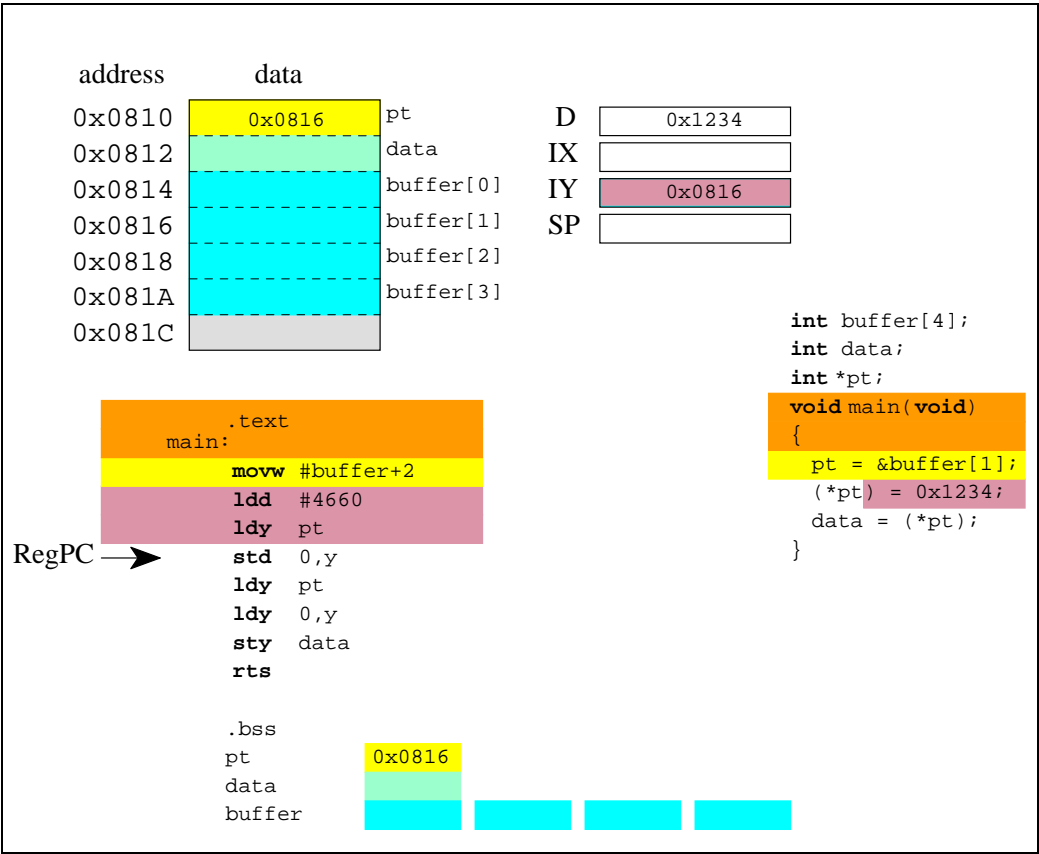 address data
0x0810 0x0816 pt
0x0812 data
0x0814 buffer[0]
0x0816 buffer[1]
0x0818 buffer[2]
0x081A buffer[3]
0x081C
D 0x1234
IX
IY 0x0816
SP
int buffer[4];
int data;
int *pt;
void main(void)
{
pt = &buffer[1];
(*pt) = 0x1234;
data = (*pt);
}
.text
main:
movw #buffer+2
ldd #4660
ldy pt
RegPC std 0,y
ldy pt
ldy 0,y
sty data
rts
.bss
pt 0x0816
data
buffer